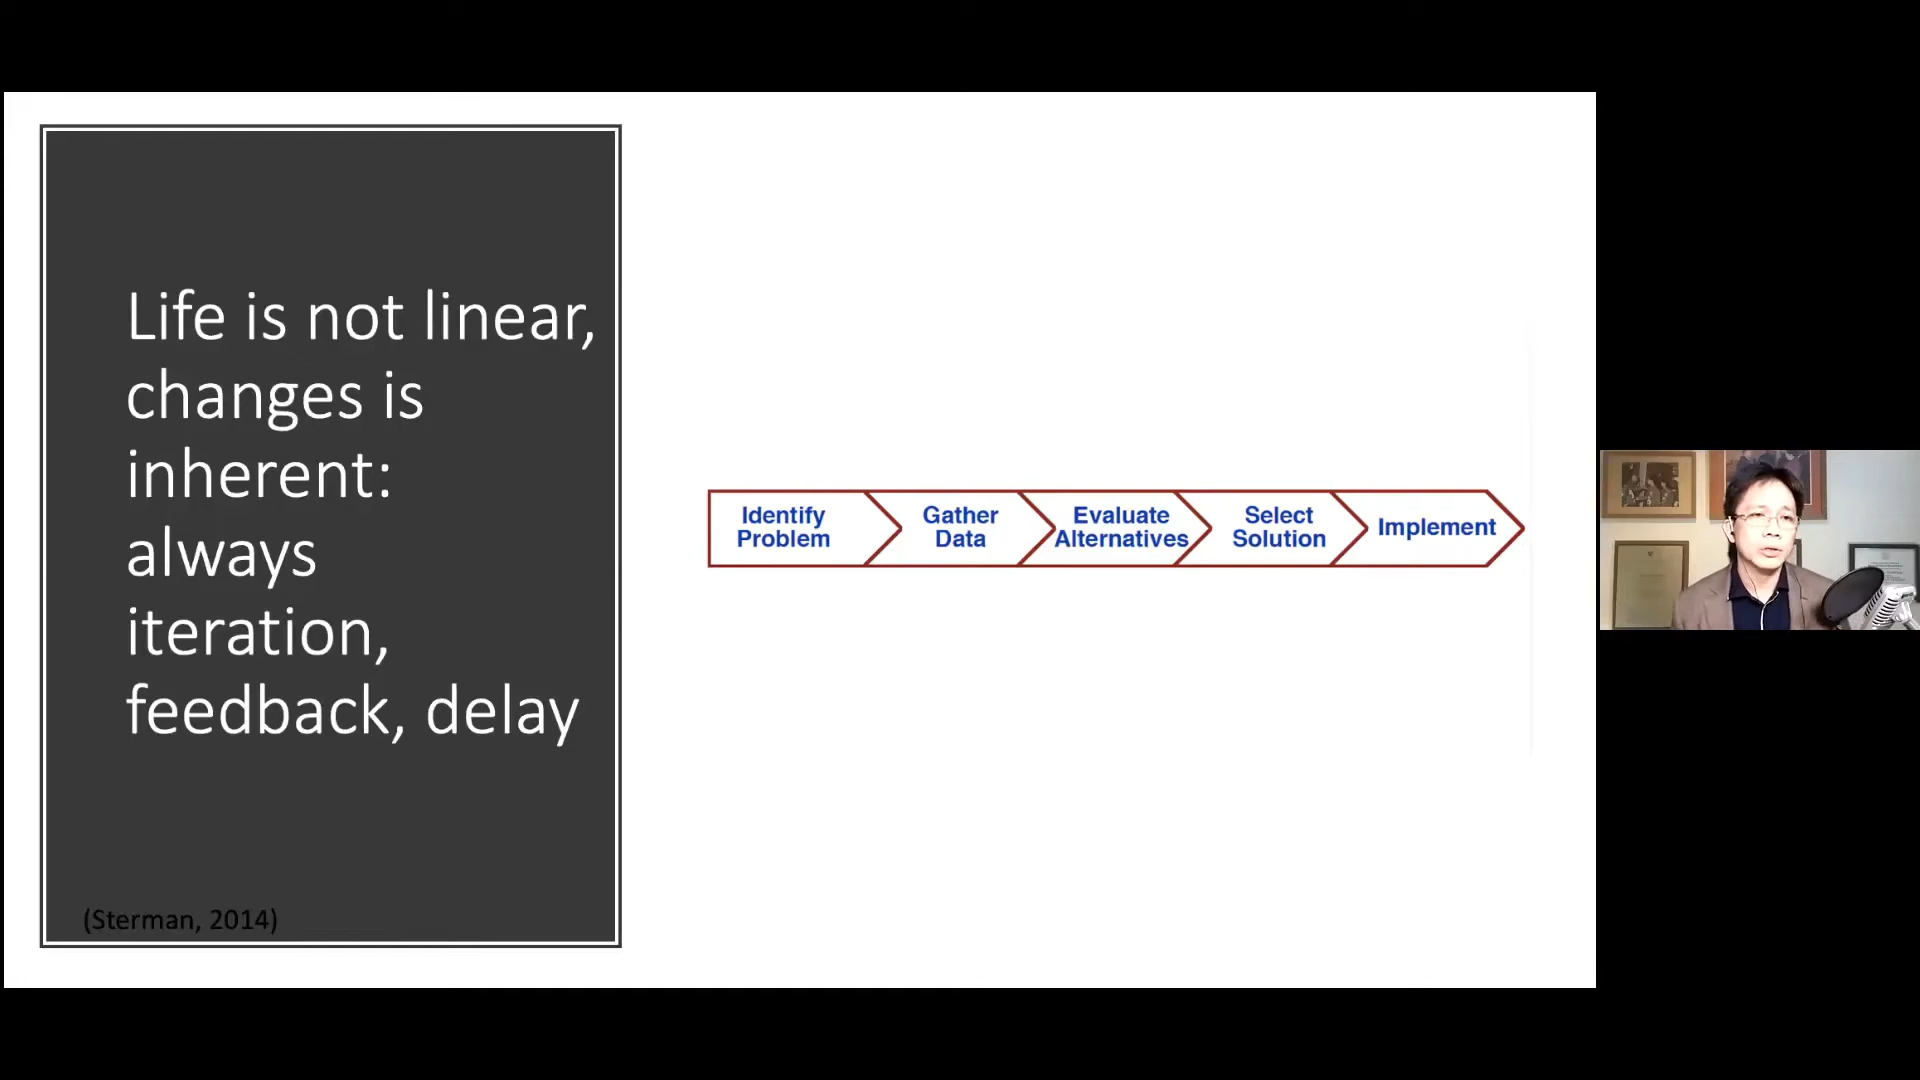 Life is not linear,
changes is
inherent:
always
iteration,
feedback, delay
(Sterman, 2014)
Identify
Problem
Gather
Data
Evaluate
Alternatives
Select
Solution
Implement